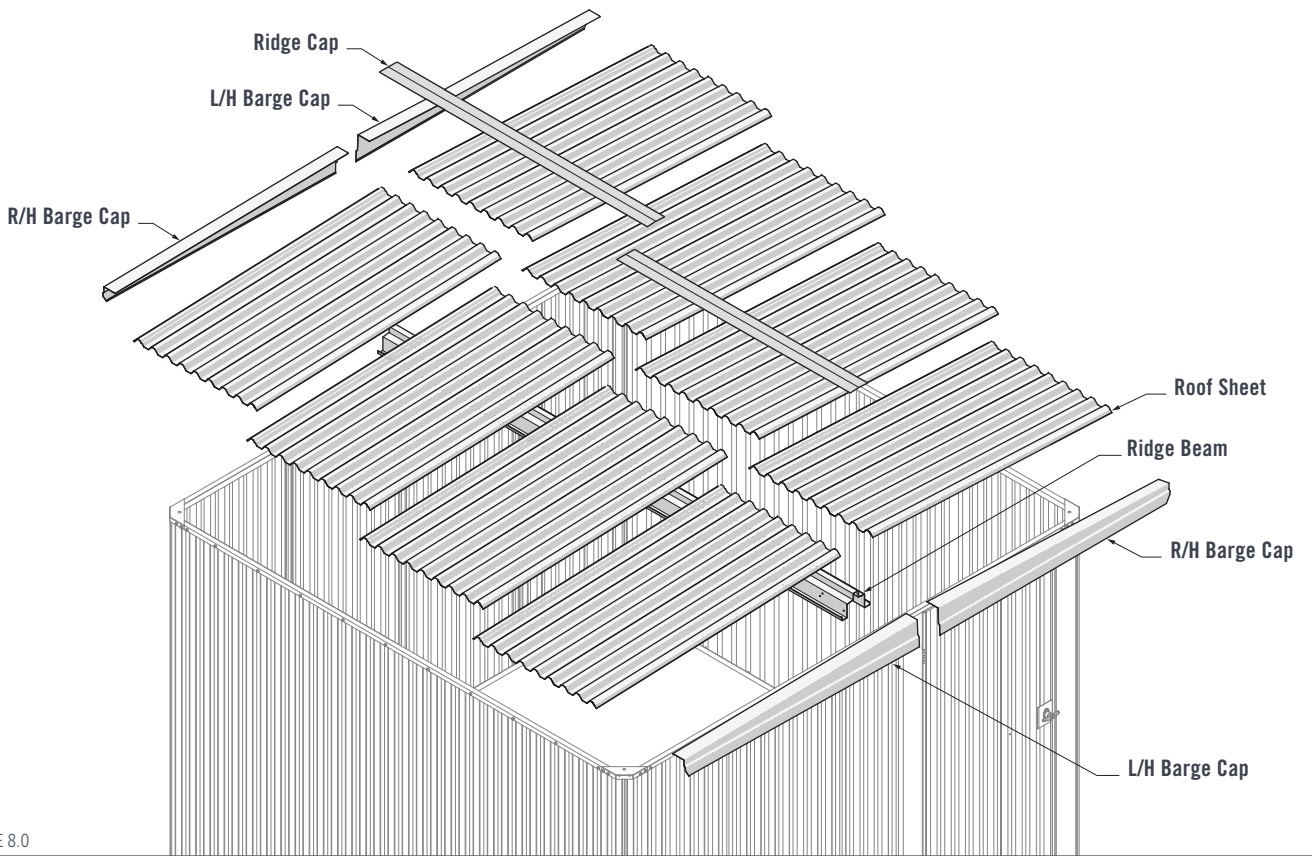 Ridge Cap
L/H Barge Cap
R/H Barge Cap
Roof Sheet
Ridge Beam
R/H Barge Cap
L/H Barge Cap
E 8.0